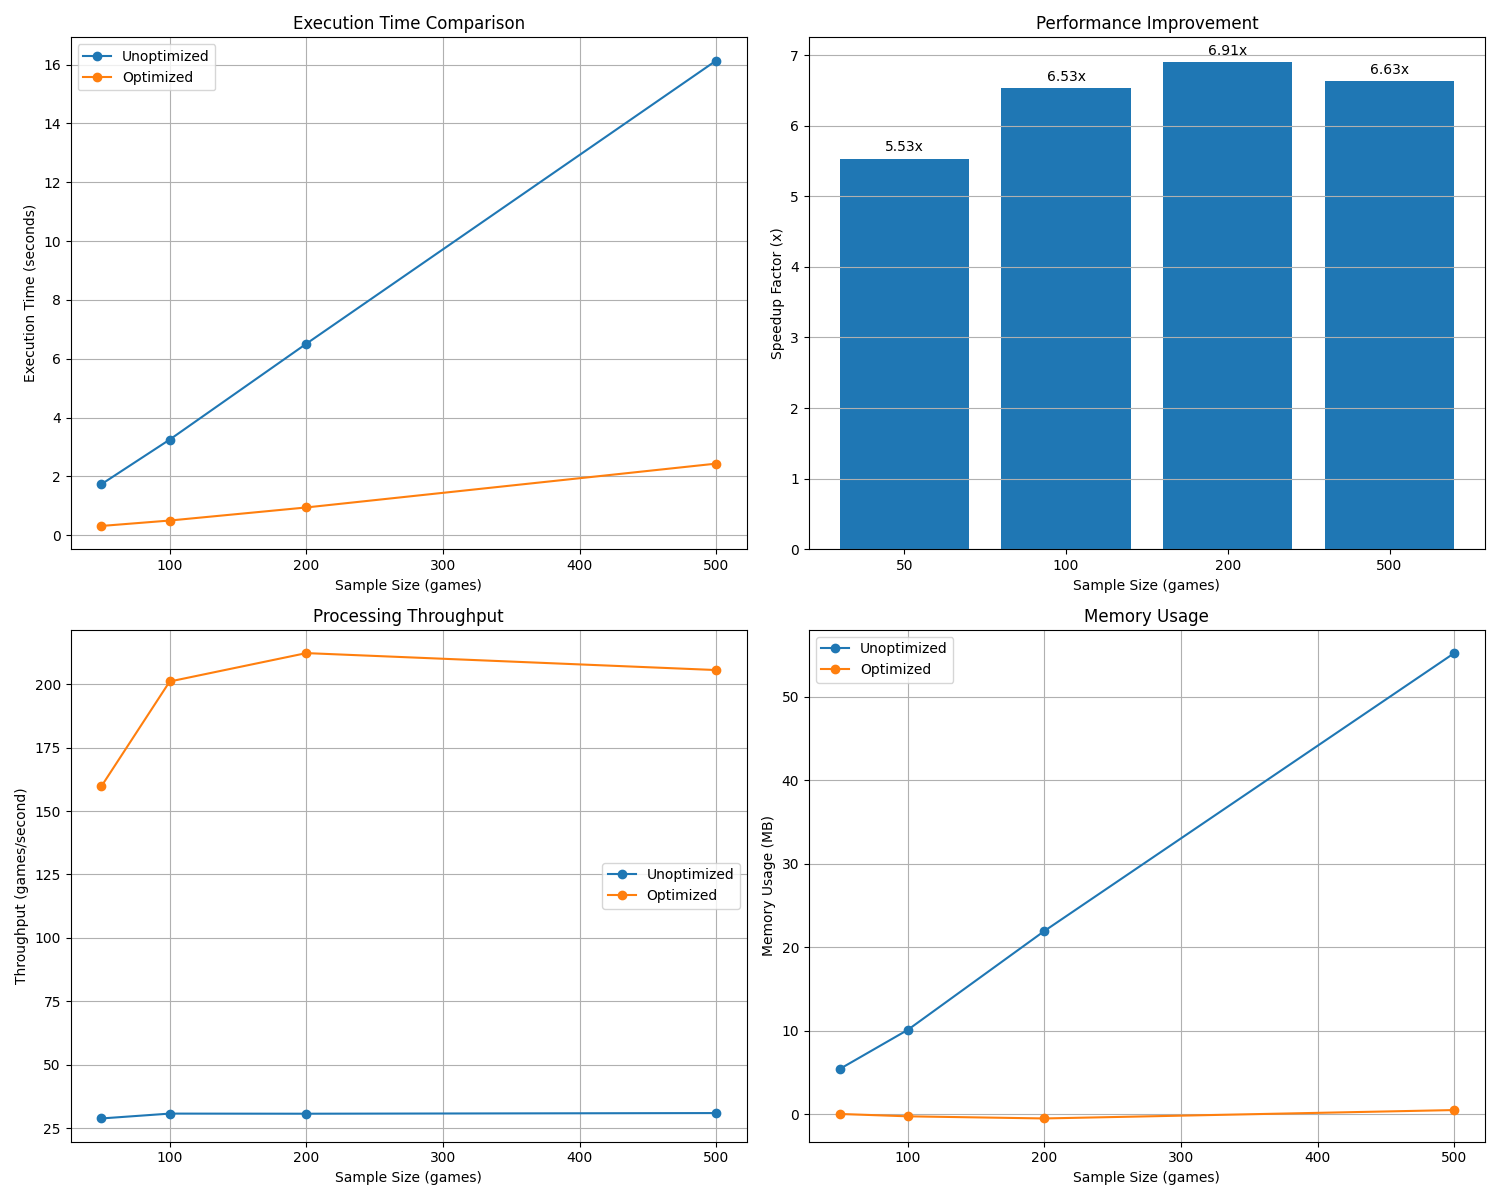 Execution Time Comparison
Unoptimized
Optimized
16
14
12
10
8
6
4
2
0
Execution Time (seconds)
100 200 300 400 500
Sample Size (games)
Performance Improvement
5.53x
6.53x
6.91x
6.63x
7
6
5
4
3
2
1
0
Speedup Factor (x)
50 100 200 500
Sample Size (games)
Processing Throughput
200
175
150
125
100
75
50
25
Throughput (games/second)
Unoptimized
Optimized
100 200 300 400 500
Sample Size (games)
Memory Usage
Unoptimized
Optimized
50
40
30
20
10
0
Memory Usage (MB)
100 200 300 400 500
Sample Size (games)